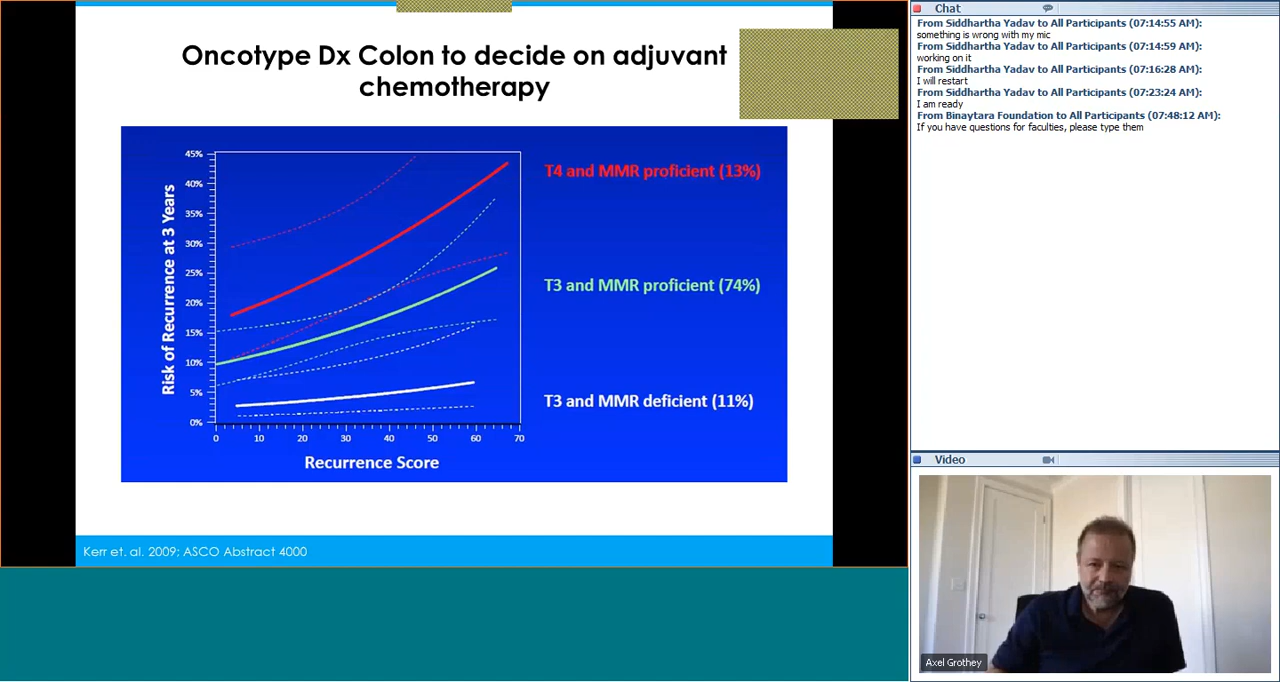 Oncotype Dx Colon to decide on adjuvant
chemotherapy
Risk of Recurrence at 3 Years
45%
40%
35%
30%
25%
20%
15%
10%
5%
0%
0 10 20 30 40 50 60 70
Recurrence Score
T4 and MMR proficient (13%)
T3 and MMR proficient (74%)
T3 and MMR deficient (11%)
Kerr et. al. 2009; ASCO Abstract 4000
Chat
From Siddhartha Yadav to All Participants (07:14:55 AM):
something is wrong with my mic
From Siddhartha Yadav to All Participants (07:14:59 AM):
working on it
From Siddhartha Yadav to All Participants (07:16:28 AM):
I will restart
From Siddhartha Yadav to All Participants (07:23:24 AM):
I am ready
From Binaytara Foundation to All Participants (07:48:12 AM):
If you have questions for faculties, please type them
Video
Axel Grothey